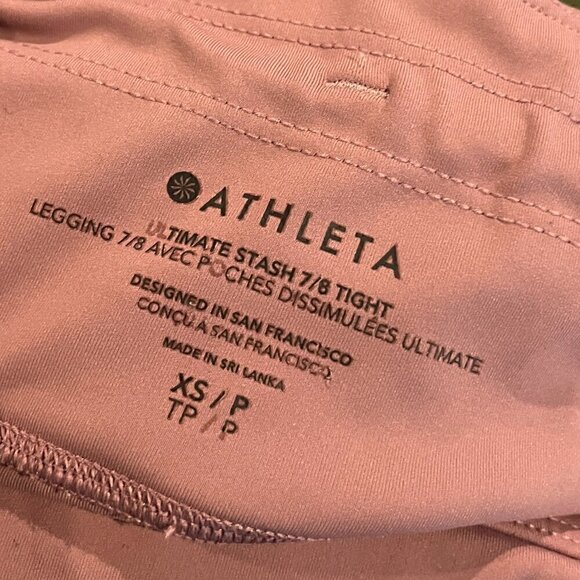 ATHLETA
ULTIMATE STASH 7/8 TIGHT
LEGGING 7/8 AVEC POCHES DISSIMULÉES ULTIMATE
DESIGNED IN SAN FRANCISCO
CONÇU À SAN FRANCISCO
MADE IN SRI LANKA
XS / P
TP / P